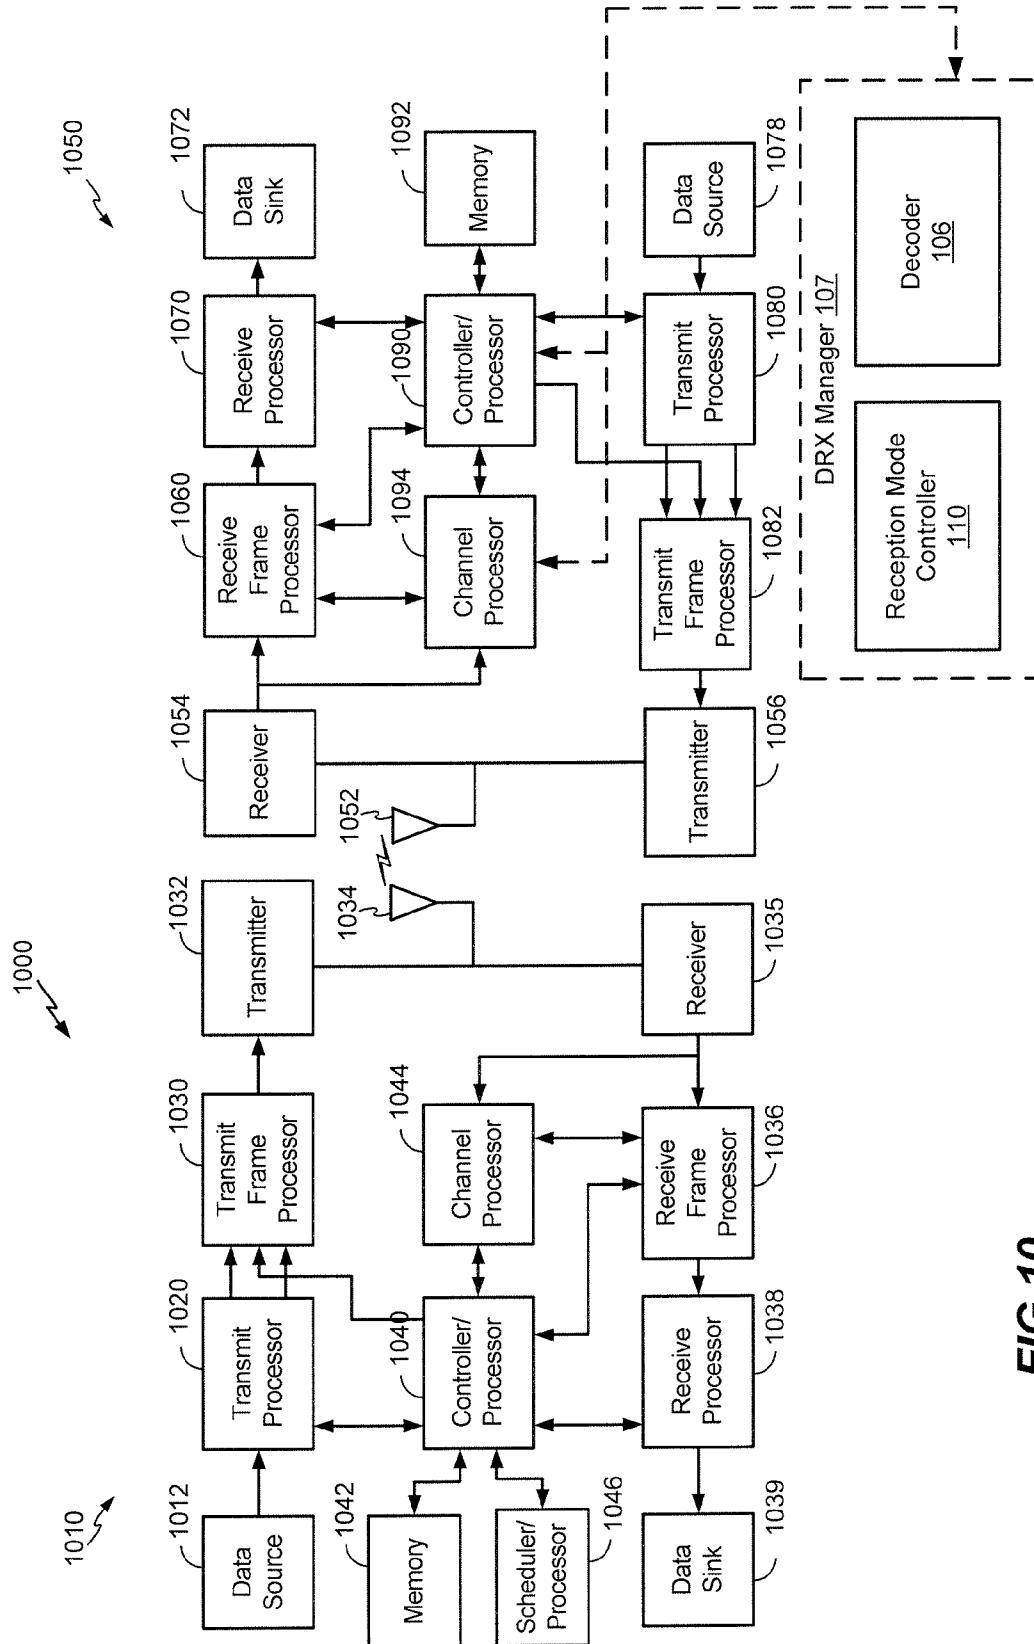 1000
1010
1050
1012
Data
Source
1020
Transmit
Processor
1030
Transmit
Frame
Processor
1032
Transmitter
1054
Receiver
1060
Receive
Frame
Processor
1070
Receive
Processor
1072
Data
Sink
1042
Memory
1040
Controller/
Processor
1044
Channel
Processor
1034
1052
1094
Channel
Processor
1090
Controller/
Processor
1092
Memory
Scheduler/
Processor
1046
Data
Sink
1039
Receive
Processor
1038
Receive
Frame
Processor
1036
Receiver
1035
Transmitter
1056
Transmit
Frame
Processor
1082
Transmit
Processor
1080
Data
Source
1078
DRX Manager 107
Reception Mode
Controller
110
Decoder
106